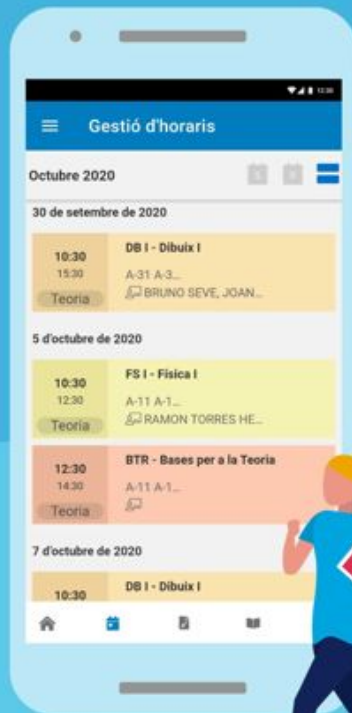 12:30
Gestió d'horaris
Octubre 2020
30 de setembre de 2020
10:30
15:30
Teoria
DB I - Dibuix I
A-31 A-3...
BRUNO SEVE, JOAN...
5 d'octubre de 2020
10:30
12:30
Teoria
FS I - Física I
A-11 A-1...
RAMON TORRES HE...
12:30
14:30
Teoria
BTR - Bases per a la Teoria
A-11 A-1...
7 d'octubre de 2020
10:30
DB I - Dibuix I